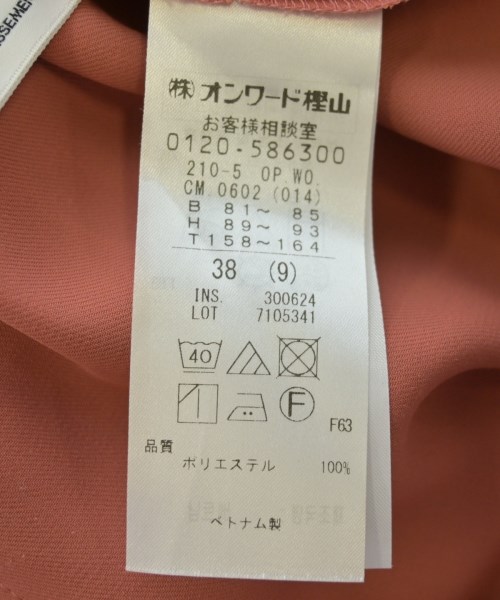 ㈱オンワード樫山
お客様相談室
0120-586300
210-5 OP.WO.
CM.0602 (014)
B 81〜 85
H 89〜 93
T 158〜164
38 (9)
INS. 300624
LOT 7105341
40
F
F63
品質
ポリエステル 100%
ベトナム製